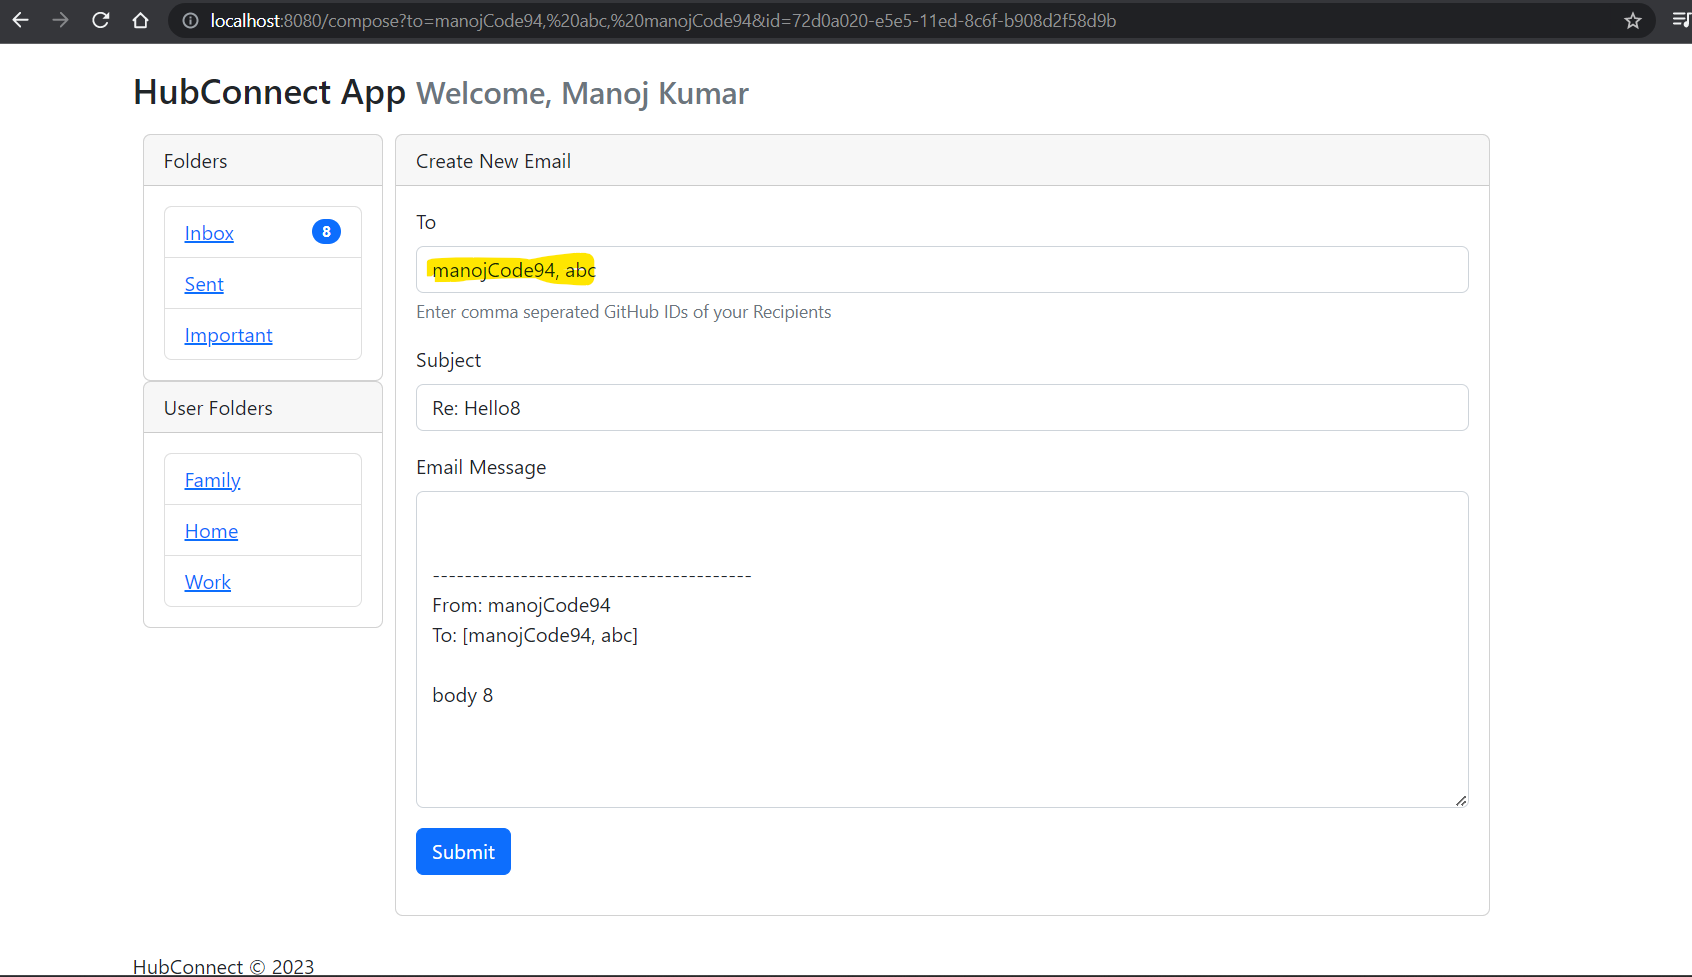 localhost:8080/compose?to=manojCode94,%20abc,%20manojCode94&id=72d0a020-e5e5-11ed-8c6f-b908d2f58d9b
HubConnect App Welcome, Manoj Kumar
Folders
Inbox 8
Sent
Important
User Folders
Family
Home
Work
Create New Email
To
manojCode94, abc
Enter comma seperated GitHub IDs of your Recipients
Subject
Re: Hello8
Email Message
----------------------------------------
From: manojCode94
To: [manojCode94, abc]
body 8
Submit
HubConnect © 2023